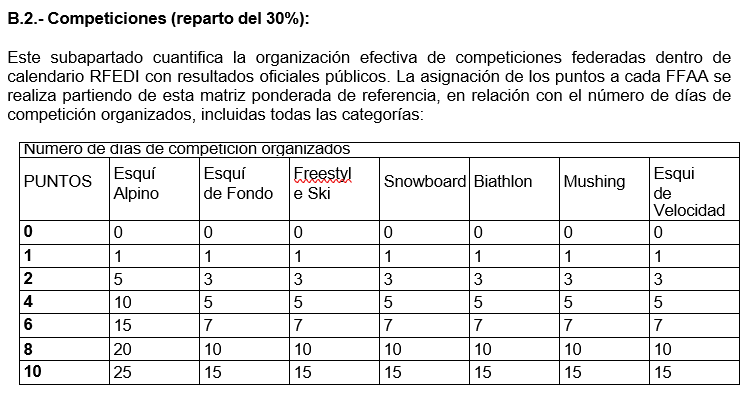 B.2.- Competiciones (reparto del 30%):
Este subapartado cuantifica la organización efectiva de competiciones federadas dentro de
calendario RFEDI con resultados oficiales públicos. La asignación de los puntos a cada FFAA se
realiza partiendo de esta matriz ponderada de referencia, en relación con el número de días de
competición organizados, incluidas todas las categorías:
Numero de días de competición organizados
PUNTOS Esquí Alpino Esquí de Fondo Freestyl e Ski Snowboard Biathlon Mushing Esqui de Velocidad
0 0 0 0 0 0 0 0
1 1 1 1 1 1 1 1
2 5 3 3 3 3 3 3
4 10 5 5 5 5 5 5
6 15 7 7 7 7 7 7
8 20 10 10 10 10 10 10
10 25 15 15 15 15 15 15